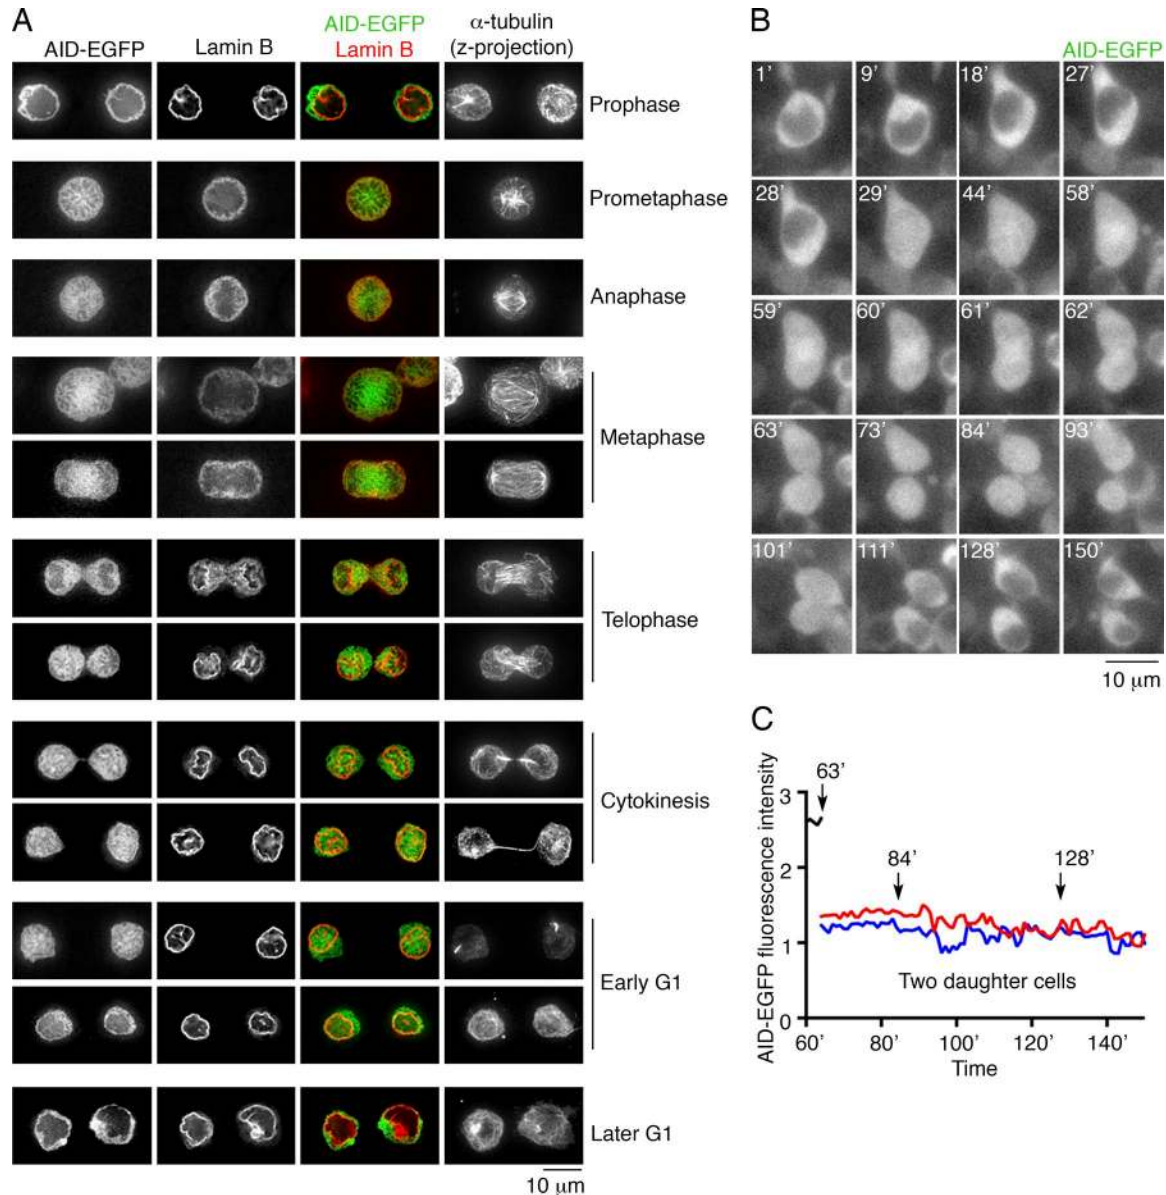 A
AID-EGFP
Lamin B
AID-EGFP
Lamin B
α-tubulin
(z-projection)
Prophase
Prometaphase
Anaphase
Metaphase
Telophase
Cytokinesis
Early G1
Later G1
10 μm
B
AID-EGFP
1’ 9’ 18’ 27’
28’ 29’ 44’ 58’
59’ 60’ 61’ 62’
63’ 73’ 84’ 93’
101’ 111’ 128’ 150’
10 μm
C
AID-EGFP fluorescence intensity
3
2
1
0
63’
84’ 128’
Two daughter cells
60’ 80’ 100’ 120’ 140’
Time